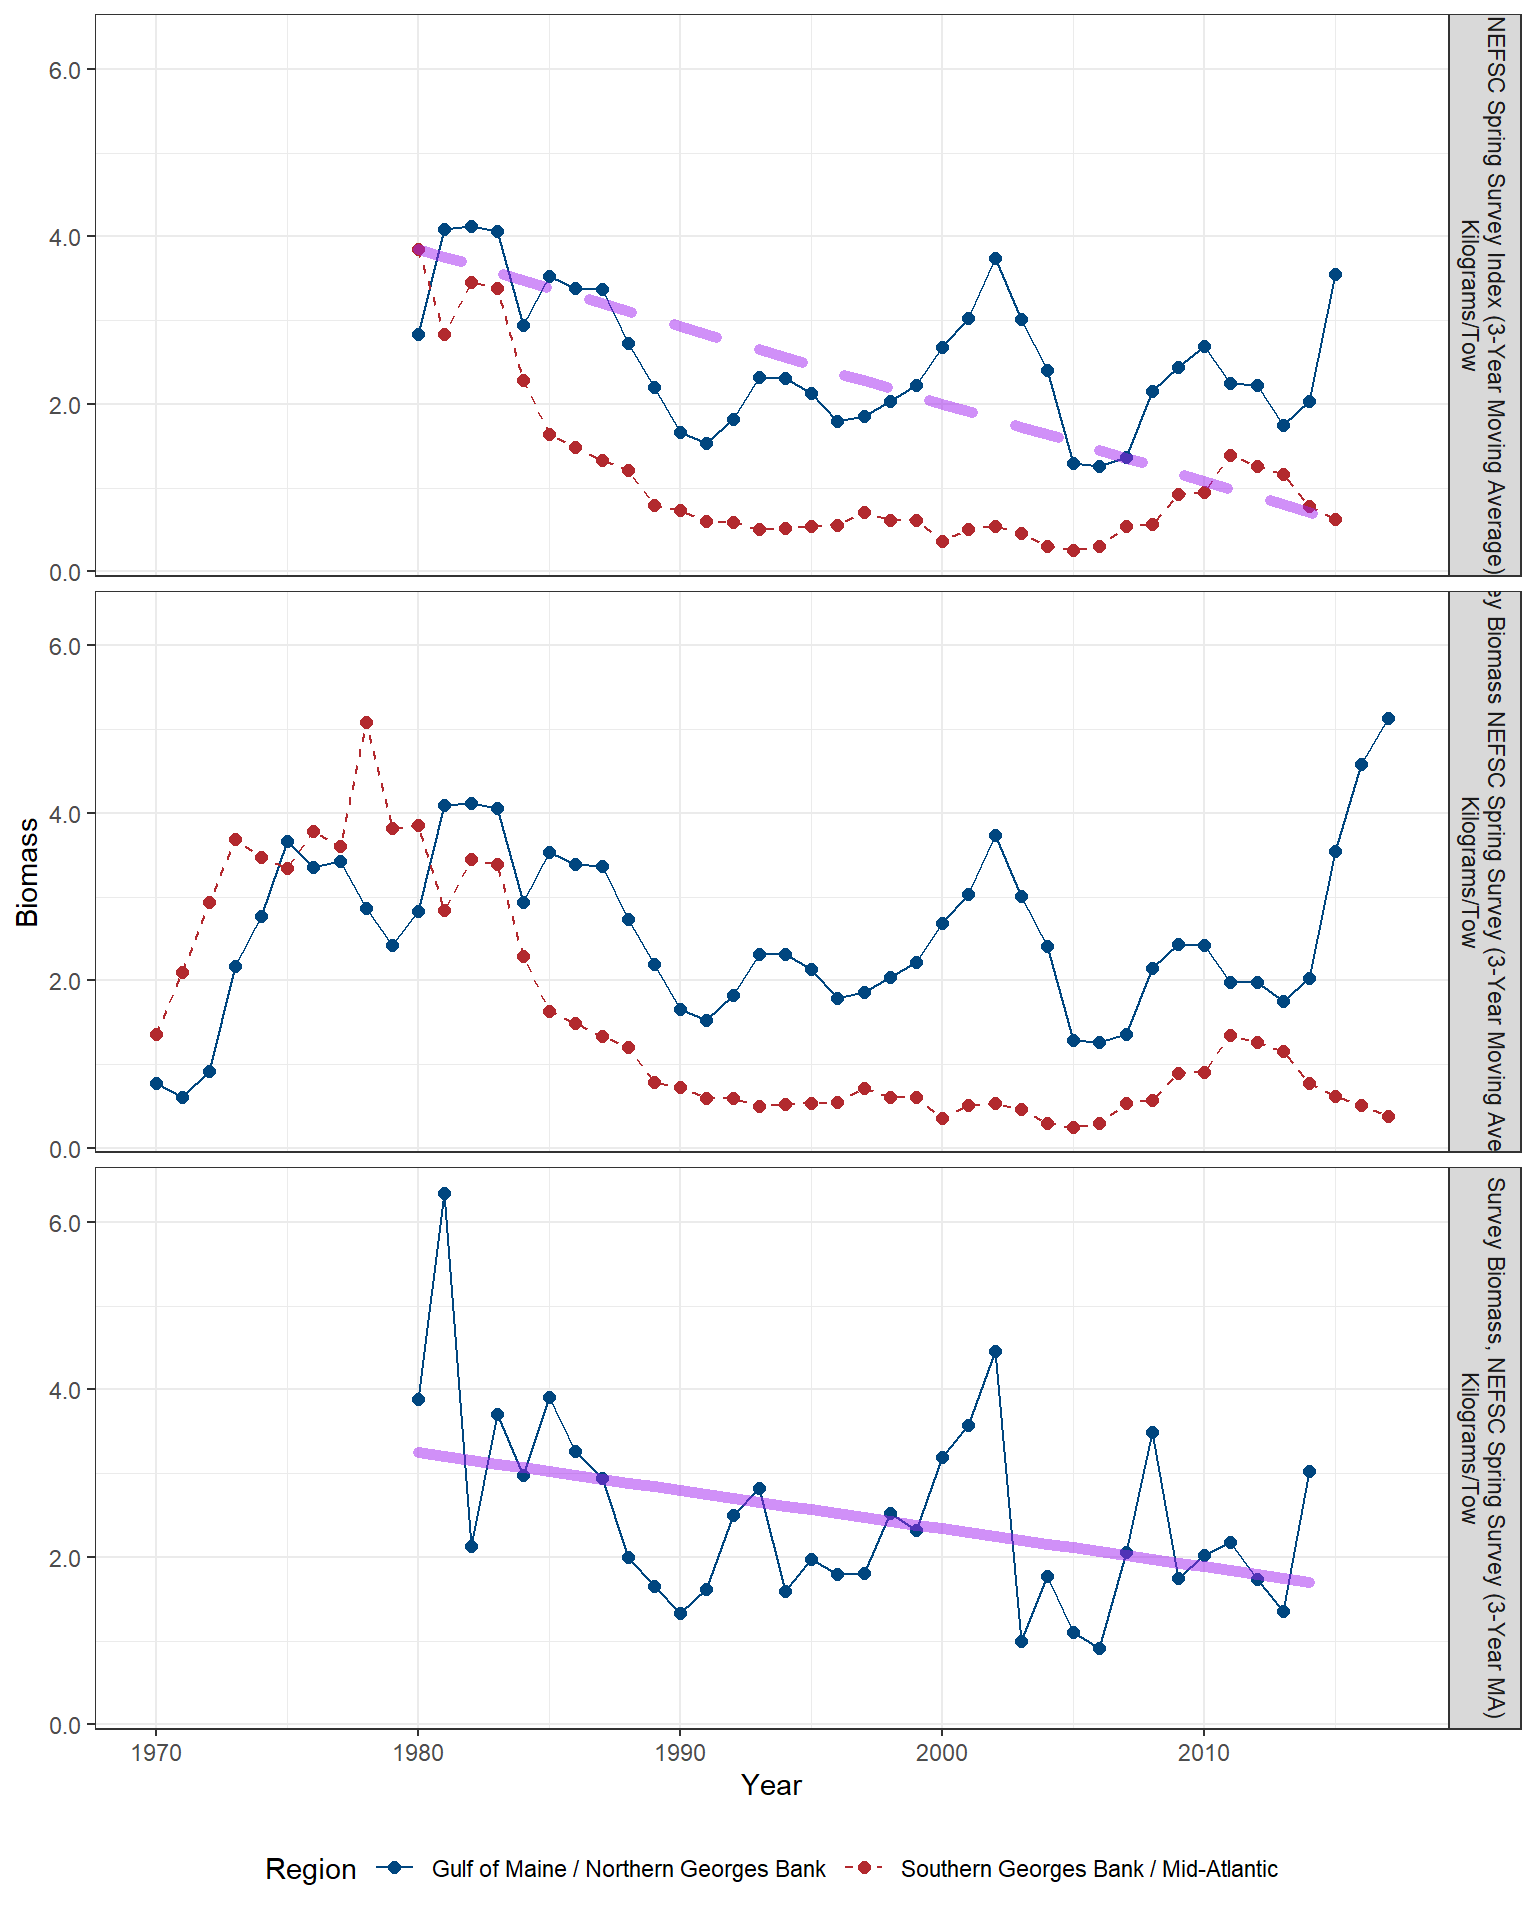 6.0
4.0
2.0
0.0
NEFSC Spring Survey Index (3-Year Moving Average)
Kilograms/Tow
6.0
4.0
2.0
0.0
Biomass NEFSC Spring Survey (3-Year Moving Ave
Kilograms/Tow
6.0
4.0
2.0
0.0
Survey Biomass, NEFSC Spring Survey (3-Year MA)
Kilograms/Tow
Biomass
1970 1980 1990 2000 2010
Year
Region Gulf of Maine / Northern Georges Bank Southern Georges Bank / Mid-Atlantic